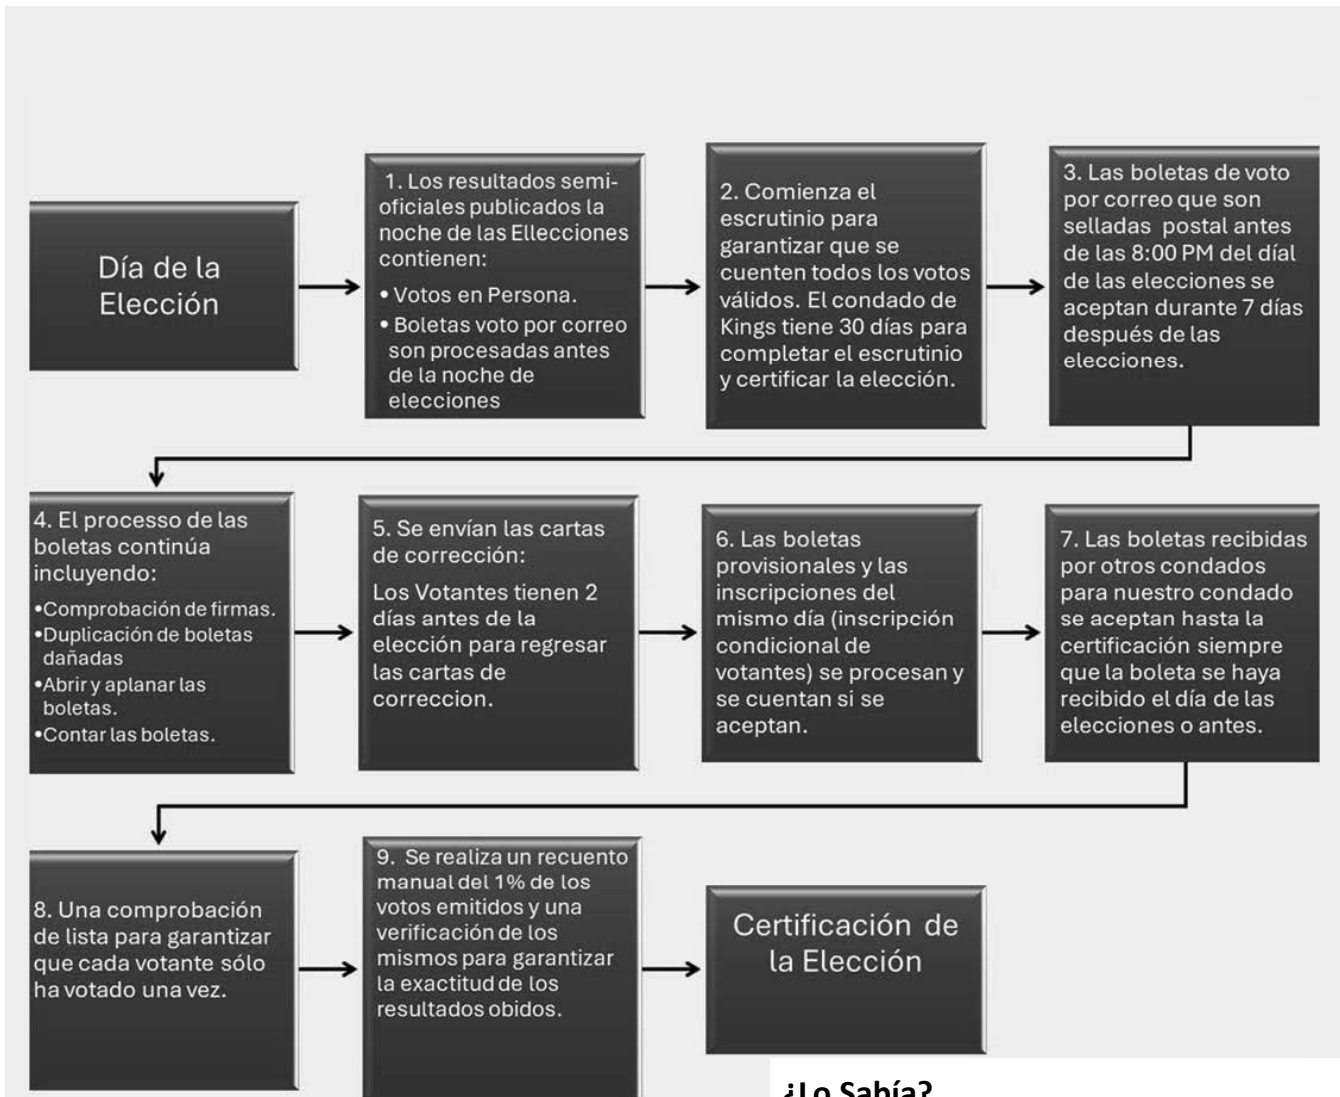 Día de la
Elección
1. Los resultados semi-
oficiales publicados la
noche de las Ellecciones
contienen:
• Votos en Persona.
• Boletas voto por correo
son procesadas antes
de la noche de
elecciones
2. Comienza el
escrutinio para
garantizar que se
cuenten todos los votos
válidos. El condado de
Kings tiene 30 días para
completar el escrutinio
y certificar la elección.
3. Las boletas de voto
por correo que son
selladas postal antes
de las 8:00 PM del díal
de las elecciones se
aceptan durante 7 días
después de las
elecciones.
4. El processo de las
boletas continúa
incluyendo:
•Comprobación de firmas.
•Duplicación de boletas
dañadas
•Abrir y aplanar las
boletas.
•Contar las boletas.
5. Se envían las cartas
de corrección:
Los Votantes tienen 2
días antes de la
elección para regresar
las cartas de
correccion.
6. Las boletas
provisionales y las
inscripciones del
mismo día (inscripción
condicional de
votantes) se procesan y
se cuentan si se
aceptan.
7. Las boletas recibidas
por otros condados
para nuestro condado
se aceptan hasta la
certificación siempre
que la boleta se haya
recibido el día de las
elecciones o antes.
8. Una comprobación
de lista para garantizar
que cada votante sólo
ha votado una vez.
9. Se realiza un recuento
manual del 1% de los
votos emitidos y una
verificación de los
mismos para garantizar
la exactitud de los
resultados obidos.
Certificación de
la Elección
¿Lo Sabía?